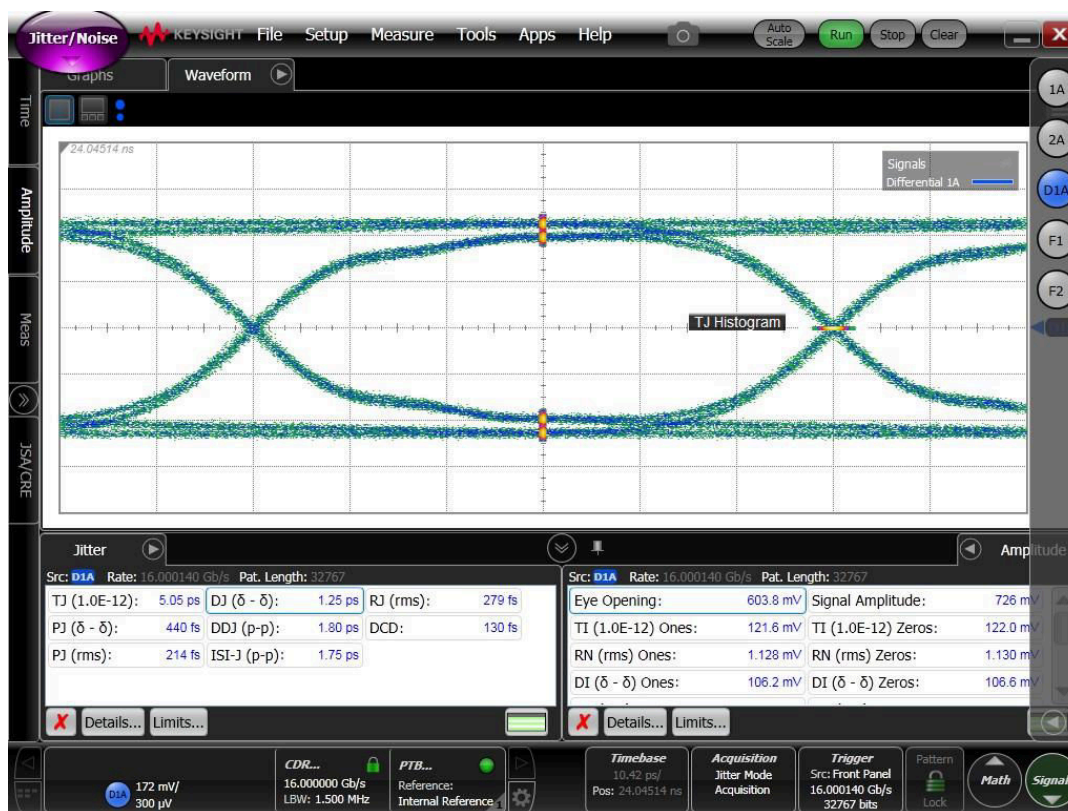 Jitter/Noise
KEYSIGHT File Setup Measure Tools Apps Help Auto Scale Run Stop Clear
Graphs Waveform
Time
Amplitude
Meas
JSA/CRE
24.04514 ns
Signals
Differential 1A
TJ Histogram
1A
2A
D1A
F1
F2
Jitter
Src: D1A Rate: 16.000140 Gb/s Pat. Length: 32767
TJ (1.0E-12): 5.05 ps DJ (δ - δ): 1.25 ps RJ (rms): 279 fs
PJ (δ - δ): 440 fs DDJ (p-p): 1.80 ps DCD: 130 fs
PJ (rms): 214 fs ISI-J (p-p): 1.75 ps
Details... Limits...
Amplitude
Src: D1A Rate: 16.000140 Gb/s Pat. Length: 32767
Eye Opening: 603.8 mV Signal Amplitude: 726 mV
TI (1.0E-12) Ones: 121.6 mV TI (1.0E-12) Zeros: 122.0 mV
RN (rms) Ones: 1.128 mV RN (rms) Zeros: 1.130 mV
DI (δ - δ) Ones: 106.2 mV DI (δ - δ) Zeros: 106.6 mV
Details... Limits...
D1A 172 mV/
300 µV
CDR...
16.000000 Gb/s
LBW: 1.500 MHz
PTB...
Reference:
Internal Reference
1
Timebase
10.42 ps/
Pos: 24.04514 ns
Acquisition
Jitter Mode
Acquisition
Trigger
Src: Front Panel
16.000140 Gb/s
32767 bits
Pattern
Lock
Math
Signal